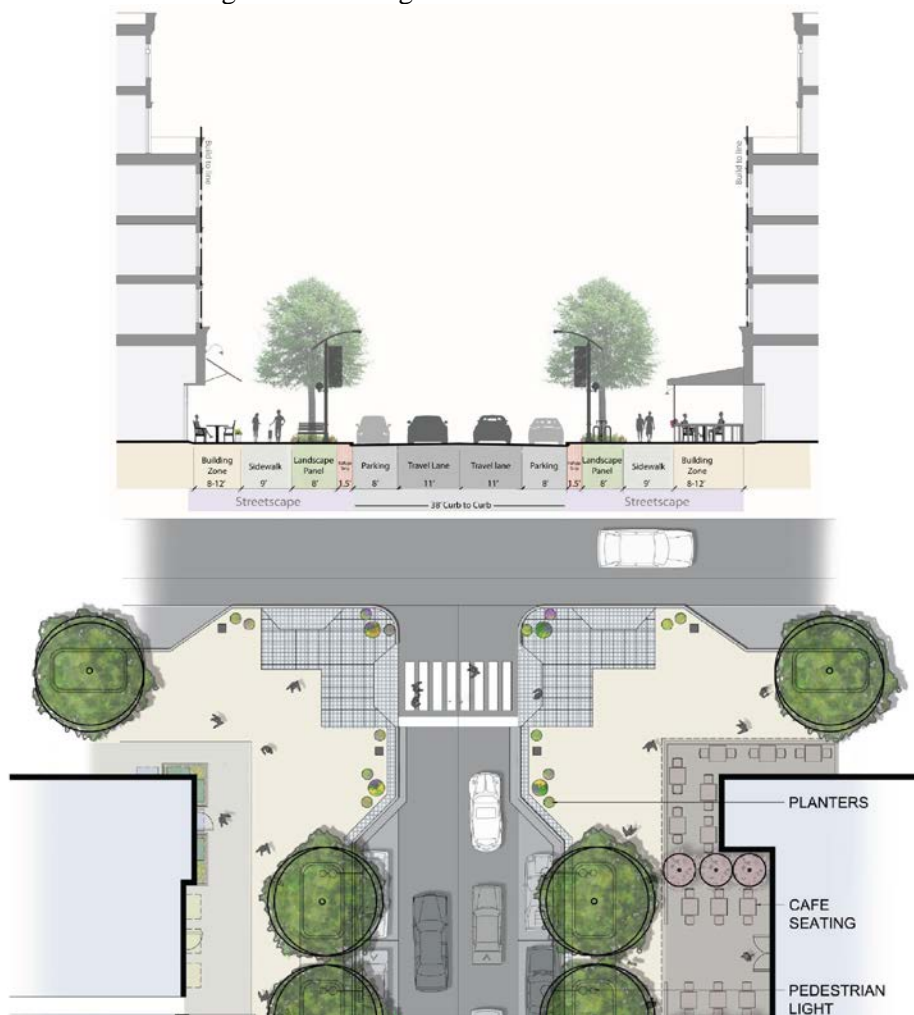 Build to line
Build to line
Building Zone 8-12'
Sidewalk 9'
Landscape Panel 8'
1.5'
Parking 8'
Travel Lane 11'
Travel lane 11'
Parking 8'
1.5'
Landscape Panel 8'
Sidewalk 9'
Building Zone 8-12'
Streetscape
38' Curb to Curb
Streetscape
PLANTERS
CAFE
SEATING
PEDESTRIAN
LIGHT